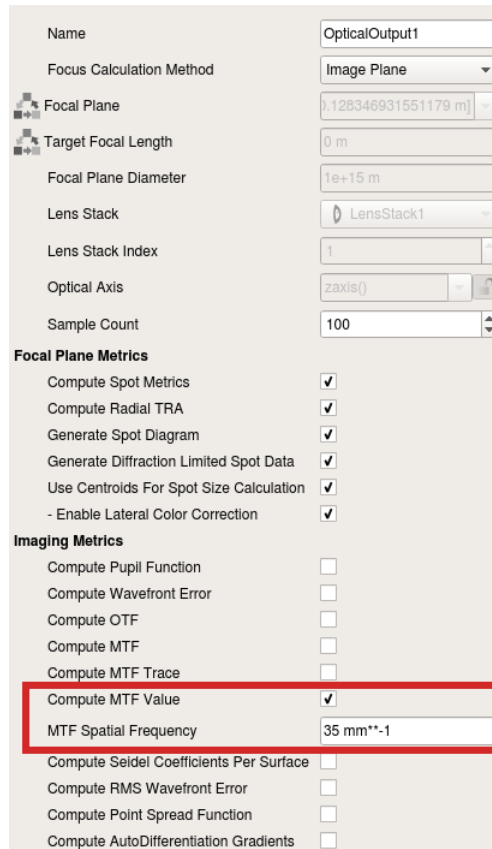 Name OpticalOutput1
Focus Calculation Method Image Plane
Focal Plane 0.128346931551179 m]
Target Focal Length 0 m
Focal Plane Diameter 1e+15 m
Lens Stack LensStack1
Lens Stack Index 1
Optical Axis zaxis()
Sample Count 100
Focal Plane Metrics
Compute Spot Metrics
Compute Radial TRA
Generate Spot Diagram
Generate Diffraction Limited Spot Data
Use Centroids For Spot Size Calculation
- Enable Lateral Color Correction
Imaging Metrics
Compute Pupil Function
Compute Wavefront Error
Compute OTF
Compute MTF
Compute MTF Trace
Compute MTF Value
MTF Spatial Frequency 35 mm**-1
Compute Seidel Coefficients Per Surface
Compute RMS Wavefront Error
Compute Point Spread Function
Compute AutoDifferentiation Gradients